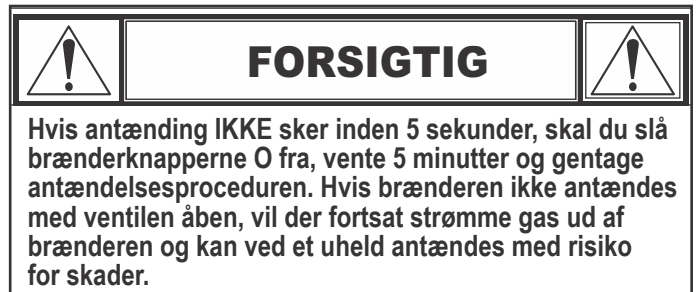 FORSIGTIG
Hvis antænding IKKE sker inden 5 sekunder, skal du slå
brænderknapperne O fra, vente 5 minutter og gentage
antændelsesproceduren. Hvis brænderen ikke antændes
med ventilen åben, vil der fortsat strømme gas ud af
brænderen og kan ved et uheld antændes med risiko
for skader.